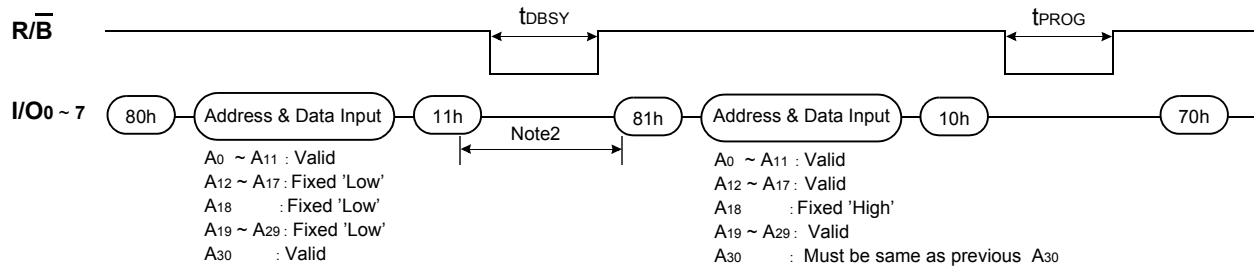 tDBSY
tPROG
R/B
I/O0 ~ 7
80h
Address & Data Input
11h
Note2
81h
Address & Data Input
10h
70h
A0 ~ A11 : Valid
A12 ~ A17 : Fixed 'Low'
A18 : Fixed 'Low'
A19 ~ A29 : Fixed 'Low'
A30 : Valid
A0 ~ A11 : Valid
A12 ~ A17 : Valid
A18 : Fixed 'High'
A19 ~ A29 : Valid
A30 : Must be same as previous A30